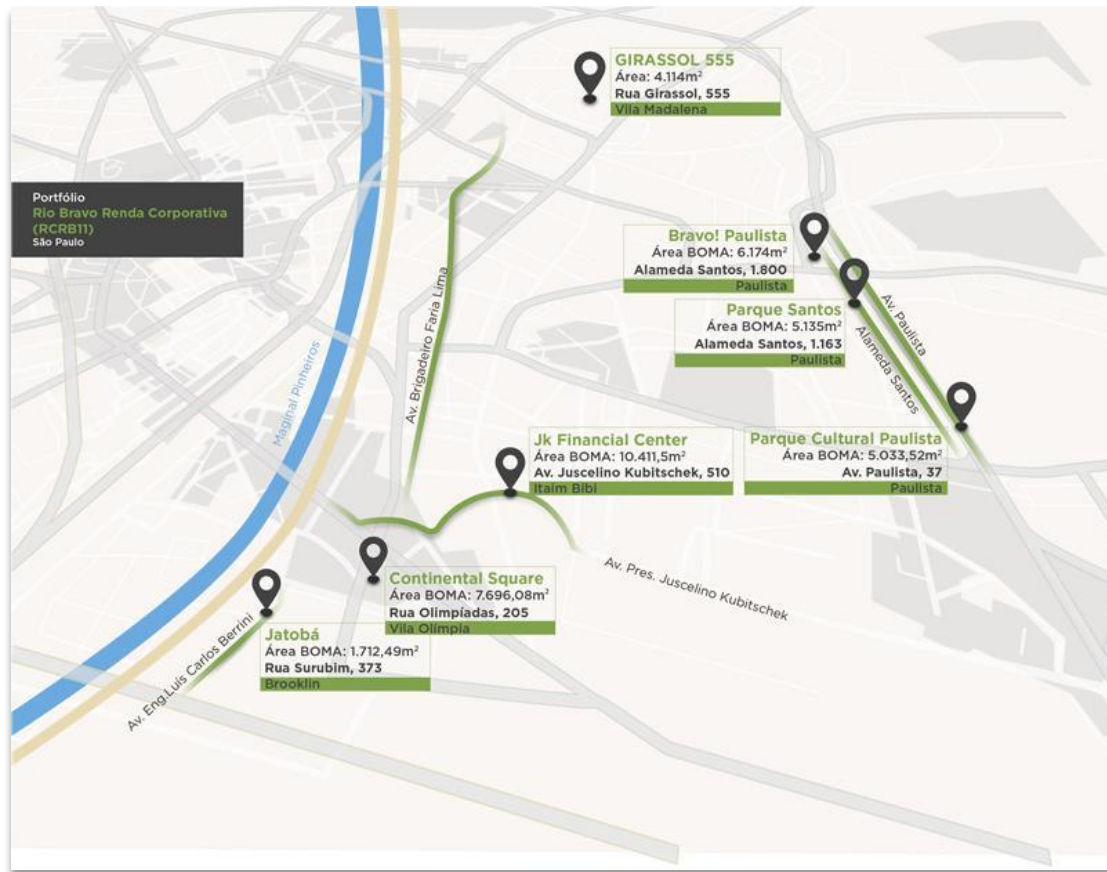 GIRASSOL 555
Área: 4.114m²
Rua Girassol, 555
Vila Madalena
Portfólio
Rio Bravo Renda Corporativa
(RCRB11)
São Paulo
Bravo! Paulista
Área BOMA: 6.174m²
Alameda Santos, 1.800
Paulista
Parque Santos
Área BOMA: 5.135m²
Alameda Santos, 1.163
Paulista
Av. Paulista
Alameda Santos
Av. Brigadeiro Faria Lima
Maginal Pinheiros
Jk Financial Center
Área BOMA: 10.411,5m²
Av. Juscelino Kubitschek, 510
Itaim Bibi
Parque Cultural Paulista
Área BOMA: 5.033,52m²
Av. Paulista, 37
Paulista
Av. Pres. Juscelino Kubitschek
Continental Square
Área BOMA: 7.696,08m²
Rua Olimpíadas, 205
Vila Olímpia
Jatobá
Área BOMA: 1.712,49m²
Rua Surubim, 373
Brooklin
Av. Eng.Luís Carlos Berrini